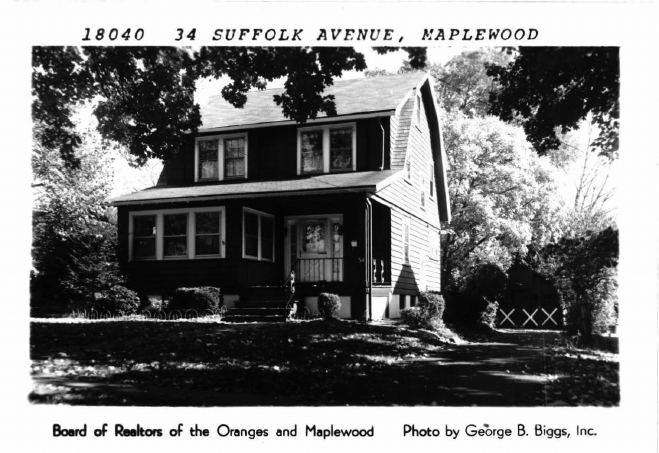 18040 34 SUFFOLK AVENUE, MAPLEWOOD
Board of Realtors of the Oranges and Maplewood Photo by George B. Biggs, Inc.